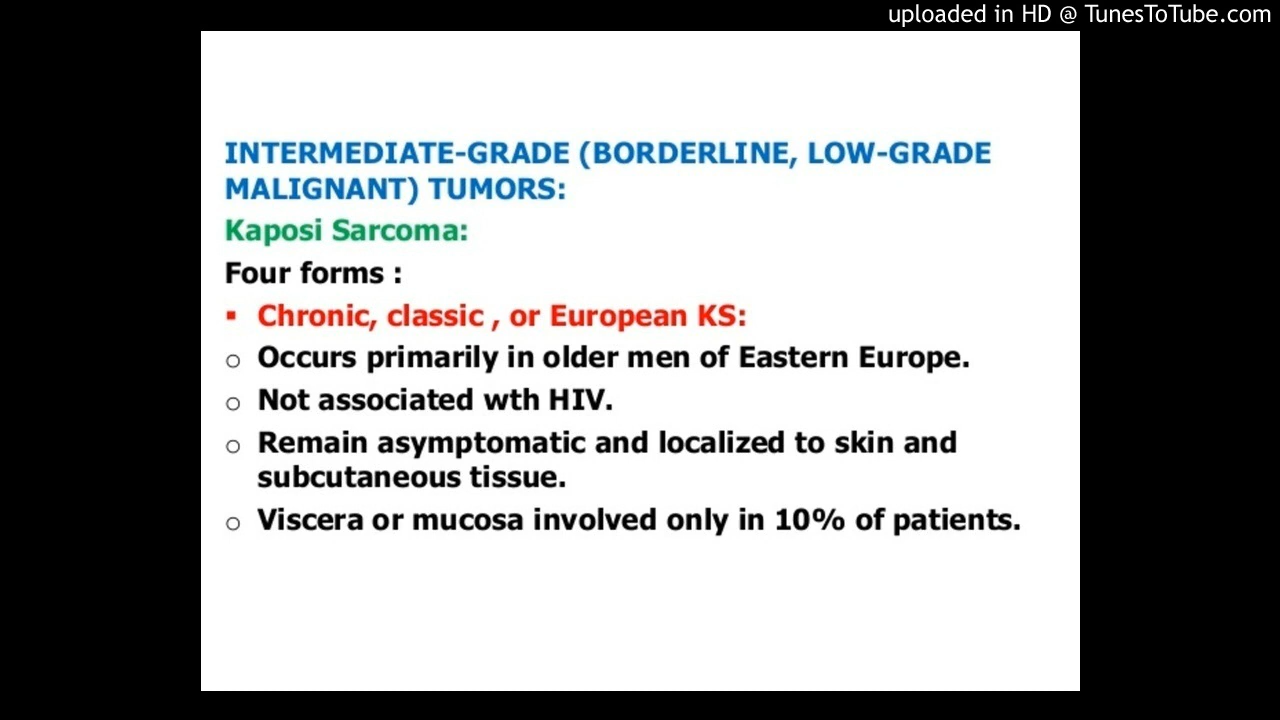 uploaded in HD @ TunesToTube.com
INTERMEDIATE-GRADE (BORDERLINE, LOW-GRADE
MALIGNANT) TUMORS:
Kaposi Sarcoma:
Four forms :
▪ Chronic, classic , or European KS:
o Occurs primarily in older men of Eastern Europe.
o Not associated wth HIV.
o Remain asymptomatic and localized to skin and
subcutaneous tissue.
o Viscera or mucosa involved only in 10% of patients.